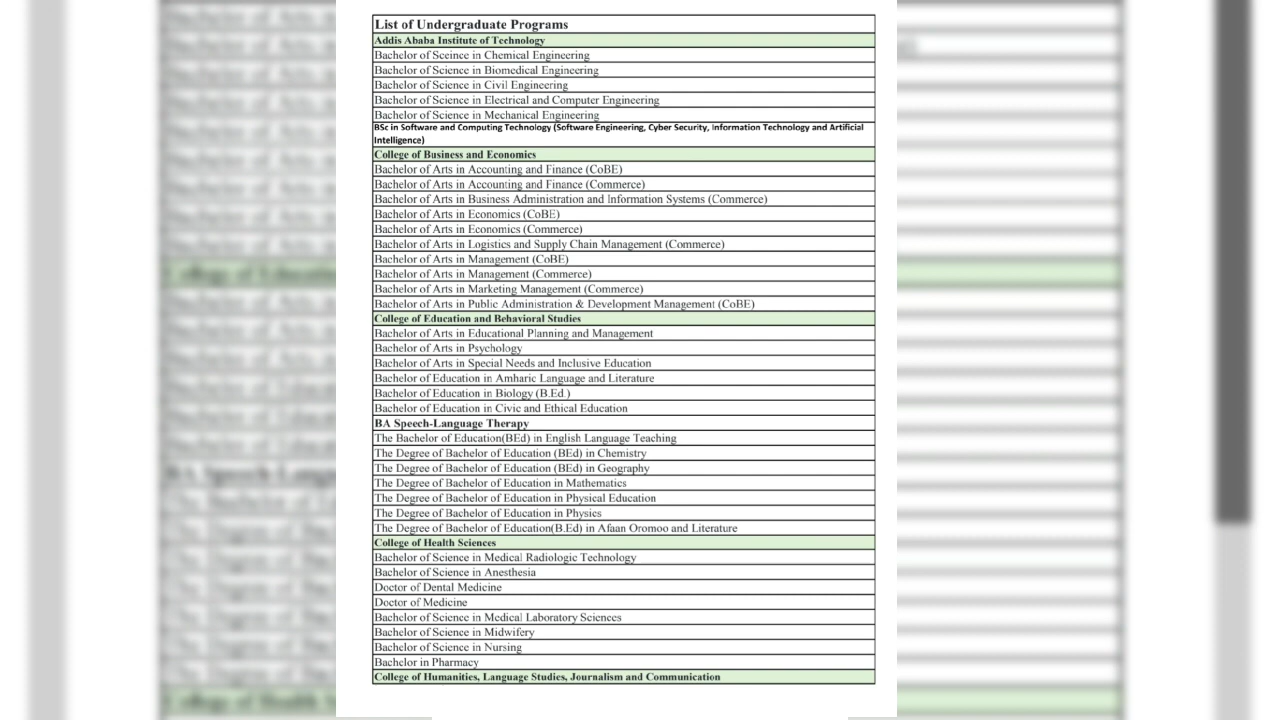 List of Undergraduate Programs
Addis Ababa Institute of Technology
Bachelor of Sceince in Chemical Engineering
Bachelor of Science in Biomedical Engineering
Bachelor of Science in Civil Engineering
Bachelor of Science in Electrical and Computer Engineering
Bachelor of Science in Mechanical Engineering
BSc in Software and Computing Technology (Software Engineering, Cyber Security, Information Technology and Artificial
Intelligence)
College of Business and Economics
Bachelor of Arts in Accounting and Finance (CoBE)
Bachelor of Arts in Accounting and Finance (Commerce)
Bachelor of Arts in Business Administration and Information Systems (Commerce)
Bachelor of Arts in Economics (CoBE)
Bachelor of Arts in Economics (Commerce)
Bachelor of Arts in Logistics and Supply Chain Management (Commerce)
Bachelor of Arts in Management (CoBE)
Bachelor of Arts in Management (Commerce)
Bachelor of Arts in Marketing Management (Commerce)
Bachelor of Arts in Public Administration & Development Management (CoBE)
College of Education and Behavioral Studies
Bachelor of Arts in Educational Planning and Management
Bachelor of Arts in Psychology
Bachelor of Arts in Special Needs and Inclusive Education
Bachelor of Education in Amharic Language and Literature
Bachelor of Education in Biology (B.Ed.)
Bachelor of Education in Civic and Ethical Education
BA Speech-Language Therapy
The Bachelor of Education(BEd) in English Language Teaching
The Degree of Bachelor of Education (BEd) in Chemistry
The Degree of Bachelor of Education (BEd) in Geography
The Degree of Bachelor of Education in Mathematics
The Degree of Bachelor of Education in Physical Education
The Degree of Bachelor of Education in Physics
The Degree of Bachelor of Education(B.Ed) in Afaan Oromoo and Literature
College of Health Sciences
Bachelor of Science in Medical Radiologic Technology
Bachelor of Science in Anesthesia
Doctor of Dental Medicine
Doctor of Medicine
Bachelor of Science in Medical Laboratory Sciences
Bachelor of Science in Midwifery
Bachelor of Science in Nursing
Bachelor in Pharmacy
College of Humanities, Language Studies, Journalism and Communication